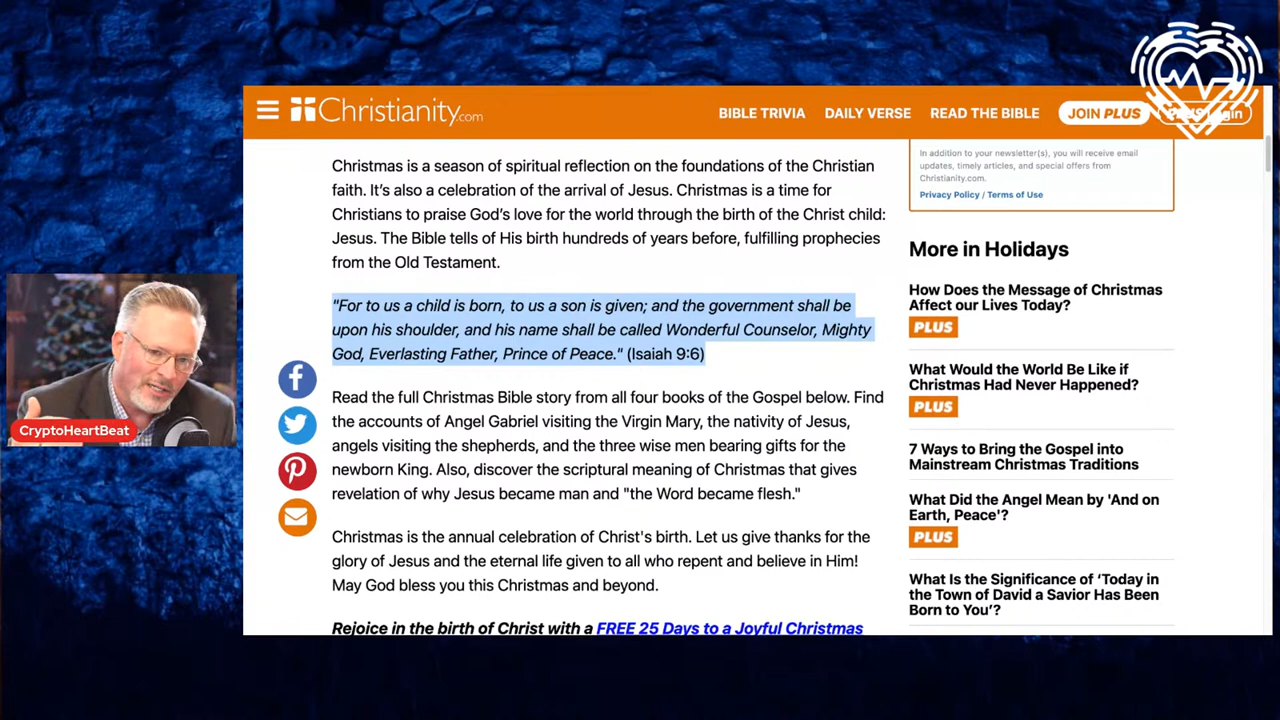 Christianity.com
BIBLE TRIVIA
DAILY VERSE
READ THE BIBLE
JOIN PLUS
Christmas is a season of spiritual reflection on the foundations of the Christian
faith. It's also a celebration of the arrival of Jesus. Christmas is a time for
Christians to praise God's love for the world through the birth of the Christ child:
Jesus. The Bible tells of His birth hundreds of years before, fulfilling prophecies
from the Old Testament.
"For to us a child is born, to us a son is given; and the government shall be
upon his shoulder, and his name shall be called Wonderful Counselor, Mighty
God, Everlasting Father, Prince of Peace." (Isaiah 9:6)
Read the full Christmas Bible story from all four books of the Gospel below. Find
the accounts of Angel Gabriel visiting the Virgin Mary, the nativity of Jesus,
angels visiting the shepherds, and the three wise men bearing gifts for the
newborn King. Also, discover the scriptural meaning of Christmas that gives
revelation of why Jesus became man and "the Word became flesh."
Christmas is the annual celebration of Christ's birth. Let us give thanks for the
glory of Jesus and the eternal life given to all who repent and believe in Him!
May God bless you this Christmas and beyond.
Rejoice in the birth of Christ with a FREE 25 Days to a Joyful Christmas
In addition to your newsletter(s), you will receive email
updates, timely articles, and special offers from
Christianity.com.
Privacy Policy / Terms of Use
More in Holidays
How Does the Message of Christmas
Affect our Lives Today?
PLUS
What Would the World Be Like if
Christmas Had Never Happened?
PLUS
7 Ways to Bring the Gospel into
Mainstream Christmas Traditions
What Did the Angel Mean by 'And on
Earth, Peace'?
PLUS
What Is the Significance of 'Today in
the Town of David a Savior Has Been
Born to You'?
CryptoHeartBeat